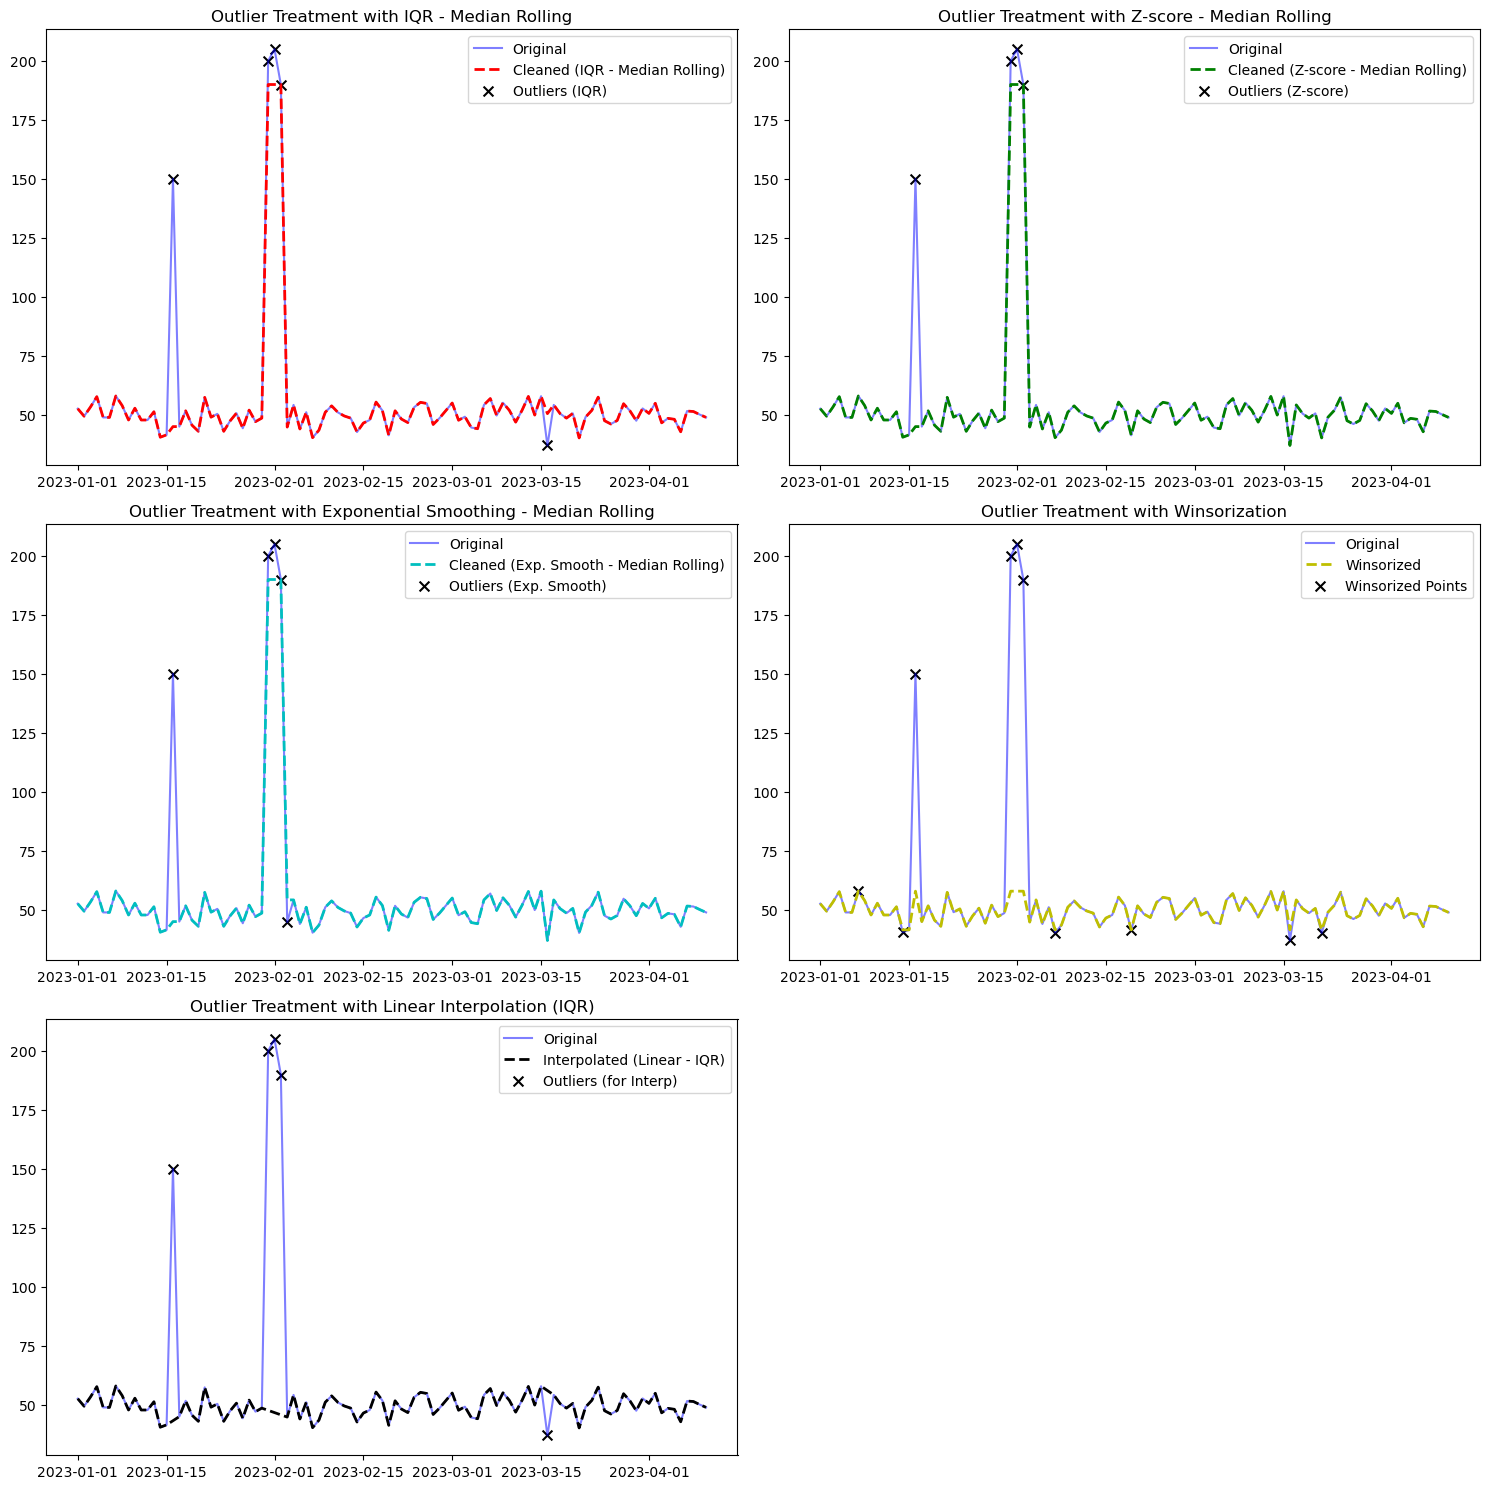 Outlier Treatment with IQR - Median Rolling
Original
Cleaned (IQR - Median Rolling)
Outliers (IQR)
200
175
150
125
100
75
50
2023-01-01 2023-01-15 2023-02-01 2023-02-15 2023-03-01 2023-03-15 2023-04-01
Outlier Treatment with Z-score - Median Rolling
Original
Cleaned (Z-score - Median Rolling)
Outliers (Z-score)
200
175
150
125
100
75
50
2023-01-01 2023-01-15 2023-02-01 2023-02-15 2023-03-01 2023-03-15 2023-04-01
Outlier Treatment with Exponential Smoothing - Median Rolling
Original
Cleaned (Exp. Smooth - Median Rolling)
Outliers (Exp. Smooth)
200
175
150
125
100
75
50
2023-01-01 2023-01-15 2023-02-01 2023-02-15 2023-03-01 2023-03-15 2023-04-01
Outlier Treatment with Winsorization
Original
Winsorized
Winsorized Points
200
175
150
125
100
75
50
2023-01-01 2023-01-15 2023-02-01 2023-02-15 2023-03-01 2023-03-15 2023-04-01
Outlier Treatment with Linear Interpolation (IQR)
Original
Interpolated (Linear - IQR)
Outliers (for Interp)
200
175
150
125
100
75
50
2023-01-01 2023-01-15 2023-02-01 2023-02-15 2023-03-01 2023-03-15 2023-04-01